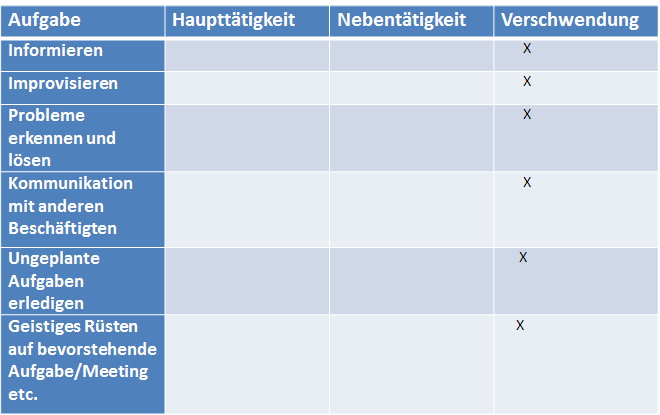 Aufgabe Haupttätigkeit Nebentätigkeit Verschwendung
Informieren X
Improvisieren X
Probleme X
erkennen und
lösen
Kommunikation X
mit anderen
Beschäftigten
Ungeplante X
Aufgaben
erledigen
Geistiges Rüsten X
auf bevorstehende
Aufgabe/Meeting
etc.